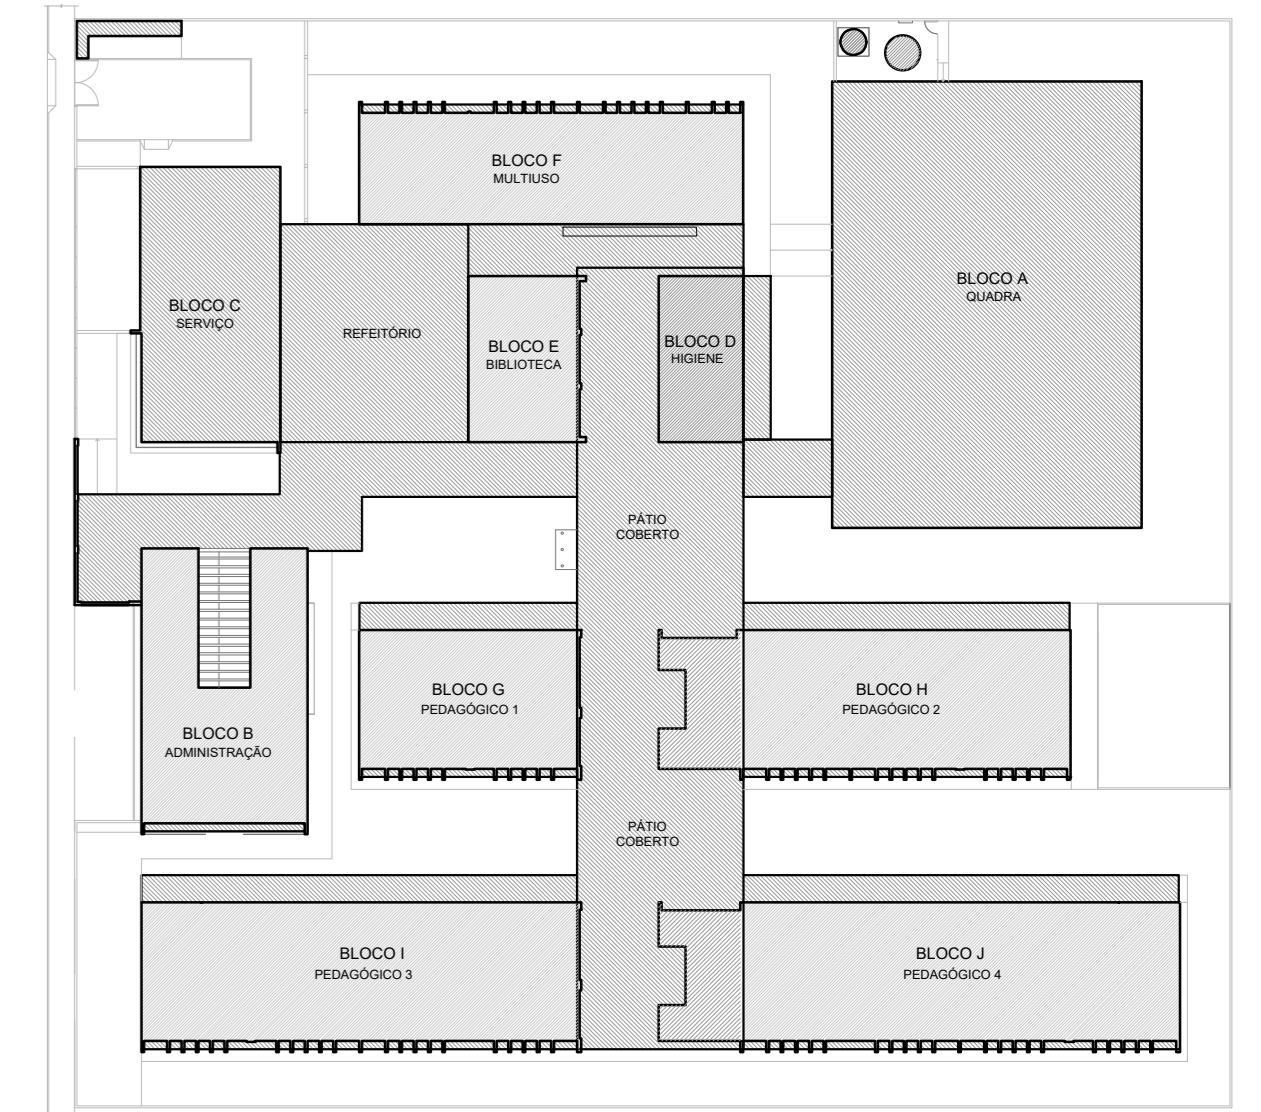 BLOCO F
MULTIUSO
BLOCO A
QUADRA
BLOCO C
SERVIÇO
REFEITÓRIO
BLOCO E
BIBLIOTECA
BLOCO D
HIGIENE
PÁTIO
COBERTO
BLOCO G
PEDAGÓGICO 1
BLOCO H
PEDAGÓGICO 2
BLOCO B
ADMINISTRAÇÃO
PÁTIO
COBERTO
BLOCO I
PEDAGÓGICO 3
BLOCO J
PEDAGÓGICO 4